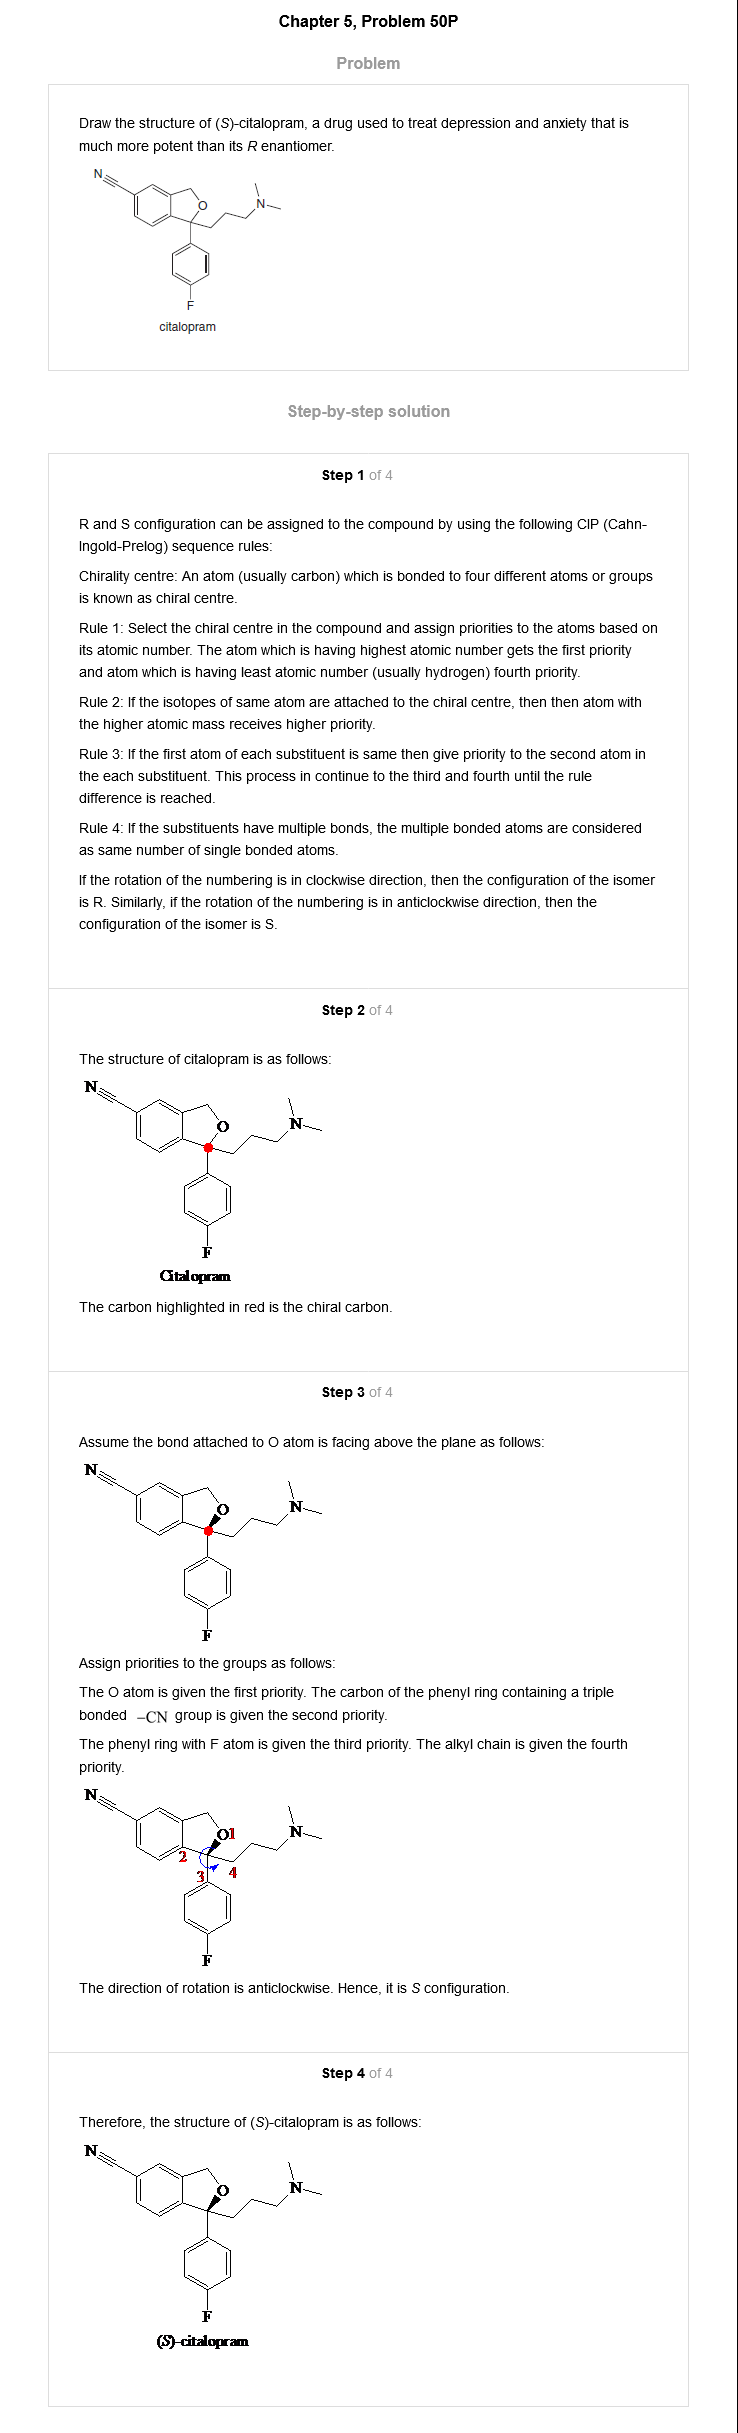 Chapter 5, Problem 50P
Problem
Draw the structure of (S)-citalopram, a drug used to treat depression and anxiety that is
much more potent than its R enantiomer.
N
O
N
F
citalopram
Step-by-step solution
Step 1 of 4
R and S configuration can be assigned to the compound by using the following CIP (Cahn-
Ingold-Prelog) sequence rules:
Chirality centre: An atom (usually carbon) which is bonded to four different atoms or groups
is known as chiral centre.
Rule 1: Select the chiral centre in the compound and assign priorities to the atoms based on
its atomic number. The atom which is having highest atomic number gets the first priority
and atom which is having least atomic number (usually hydrogen) fourth priority.
Rule 2: If the isotopes of same atom are attached to the chiral centre, then then atom with
the higher atomic mass receives higher priority.
Rule 3: If the first atom of each substituent is same then give priority to the second atom in
the each substituent. This process in continue to the third and fourth until the rule
difference is reached.
Rule 4: If the substituents have multiple bonds, the multiple bonded atoms are considered
as same number of single bonded atoms.
If the rotation of the numbering is in clockwise direction, then the configuration of the isomer
is R. Similarly, if the rotation of the numbering is in anticlockwise direction, then the
configuration of the isomer is S.
Step 2 of 4
The structure of citalopram is as follows:
N
O
N
F
Citalopram
The carbon highlighted in red is the chiral carbon.
Step 3 of 4
Assume the bond attached to O atom is facing above the plane as follows:
N
O
N
F
Assign priorities to the groups as follows:
The O atom is given the first priority. The carbon of the phenyl ring containing a triple
bonded –CN group is given the second priority.
The phenyl ring with F atom is given the third priority. The alkyl chain is given the fourth
priority.
N
O1
N
2
3 4
F
The direction of rotation is anticlockwise. Hence, it is S configuration.
Step 4 of 4
Therefore, the structure of (S)-citalopram is as follows:
N
O
N
F
(S)-citalopram